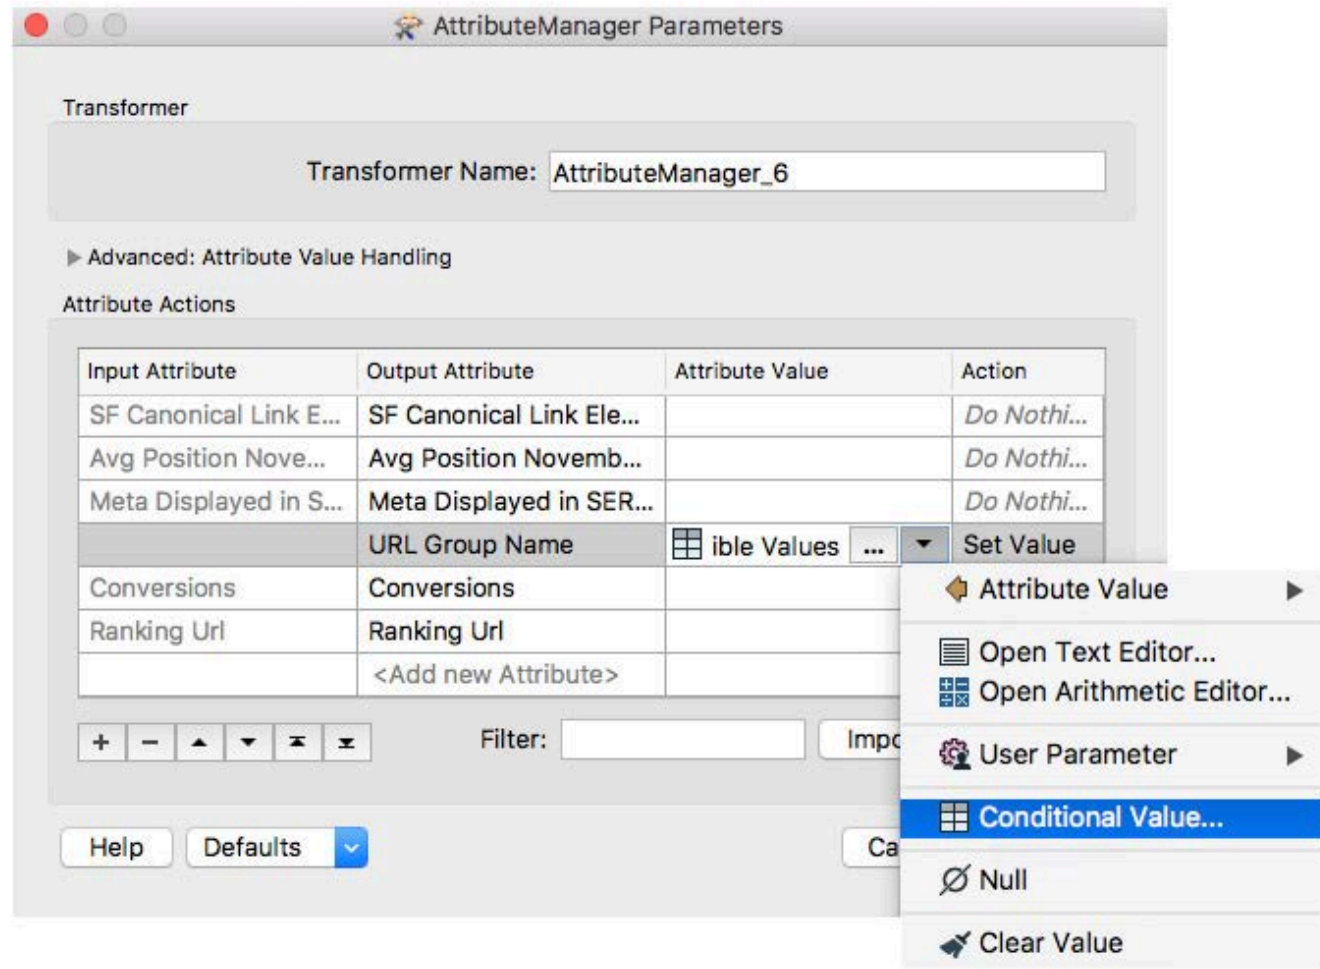 AttributeManager Parameters
Transformer
Transformer Name: AttributeManager_6
Advanced: Attribute Value Handling
Attribute Actions
Input Attribute Output Attribute Attribute Value Action
SF Canonical Link E... SF Canonical Link Ele... Do Nothi...
Avg Position Nove... Avg Position Novemb... Do Nothi...
Meta Displayed in S... Meta Displayed in SER... Do Nothi...
URL Group Name ible Values ... Set Value
Conversions Conversions
Ranking Url Ranking Url
<Add new Attribute>
Filter: Impo
Help Defaults Ca
Attribute Value
Open Text Editor...
Open Arithmetic Editor...
User Parameter
Conditional Value...
Null
Clear Value